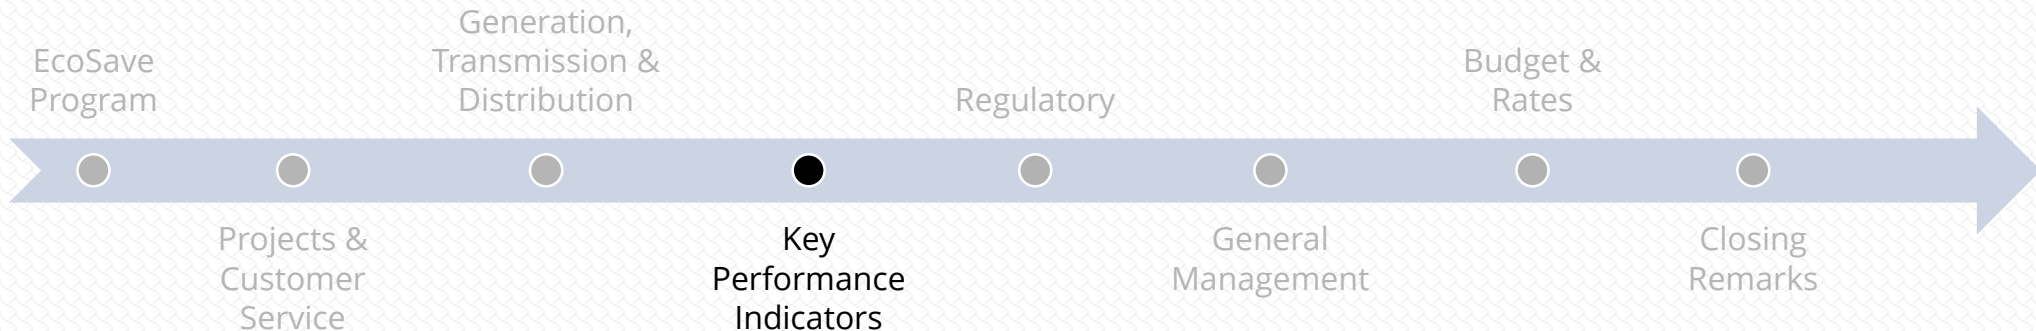 EcoSave
Program
Projects &
Customer
Service
Generation,
Transmission &
Distribution
Key
Performance
Indicators
Regulatory
General
Management
Budget &
Rates
Closing
Remarks